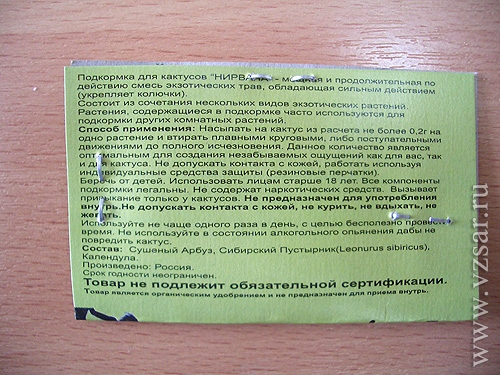 Подкормка для кактусов "НИРВАНА" - мощная и продолжительная по
действию смесь экзотических трав, обладающая сильным действием
(укрепляет колючки).
Состоит из сочетания нескольких видов экзотических растений.
Растения, содержащиеся в подкормке часто используются для
подкормки других комнатных растений.
Способ применения: Насыпать на кактус из расчета не более 0,2г на
одно растение и втирать плавными круговыми, либо поступательными
движениями до полного исчезновения. Данное количество является
оптимальным для создания незабываемых ощущений как для вас, так
и для кактуса. Не допускать контакта с кожей, работать используя
индивидуальные средства защиты (резиновые перчатки).
Беречь от детей. Использовать лицам старше 18 лет. Все компоненты
подкормки легальны. Не содержат наркотических средств. Вызывает
привыкание только у кактусов. Не предназначен для употребления
внутрь.Не допускать контакта с кожей, не курить, не вдыхать, не
жевать.
Используйте не чаще одного раза в день, с целью бесполезно провести
время. Не используйте в состоянии алкогольного опьянения дабы не
повредить кактус.
Состав: Сушеный Арбуз, Сибирский Пустырник(Leonurus sibiricus),
Календула.
Произведено: Россия.
Срок годности неограничен.
Товар не подлежит обязательной сертификации.
Товар является органическим удобрением и не предназначен для приема внутрь.
www.vzsar.ru